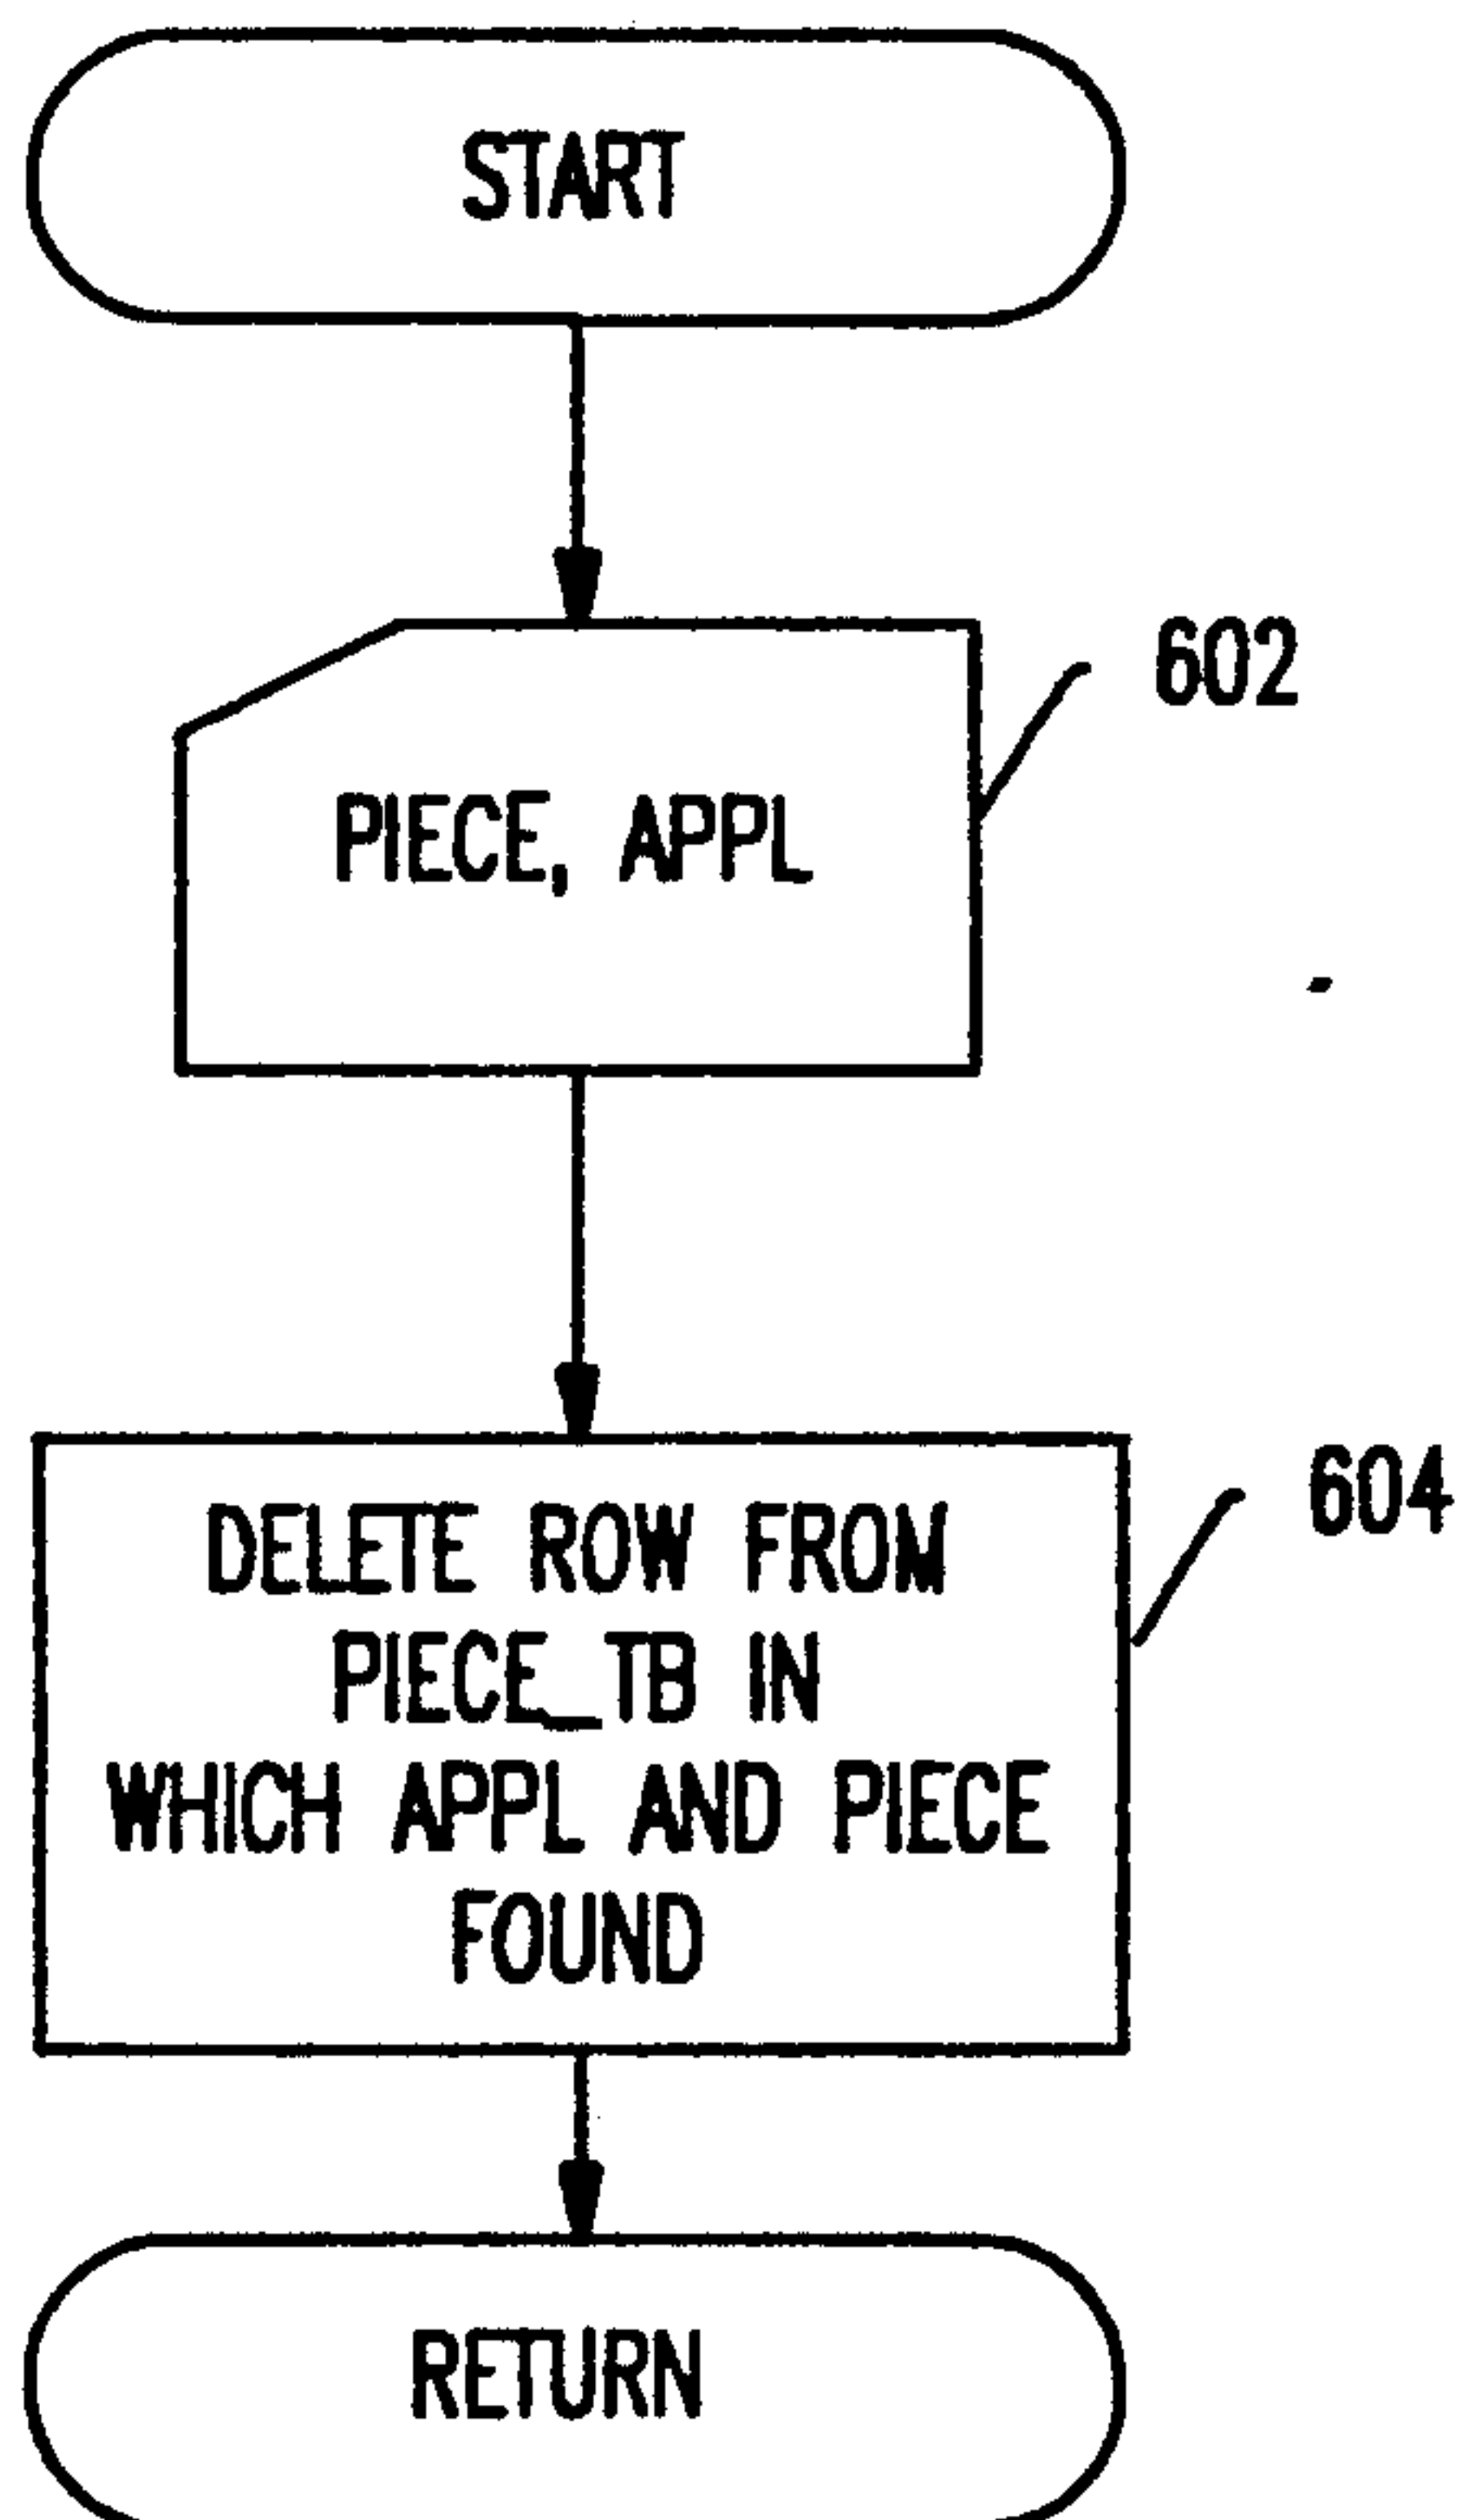 START
602
PIECE, APPL
604
DELETE ROW FROM
PIECE_TB IN
WHICH APPL AND PIECE
FOUND
RETURN